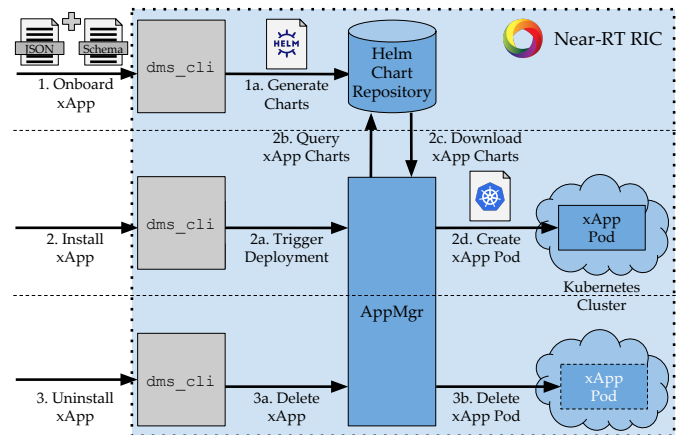 JSON
Schema
1. Onboard
xApp
dms_cli
HELM
1a. Generate
Charts
Helm
Chart
Repository
Near-RT RIC
2b. Query
xApp Charts
2c. Download
xApp Charts
2. Install
xApp
dms_cli
2a. Trigger
Deployment
AppMgr
2d. Create
xApp Pod
xApp
Pod
Kubernetes
Cluster
3. Uninstall
xApp
dms_cli
3a. Delete
xApp
3b. Delete
xApp Pod
xApp
Pod